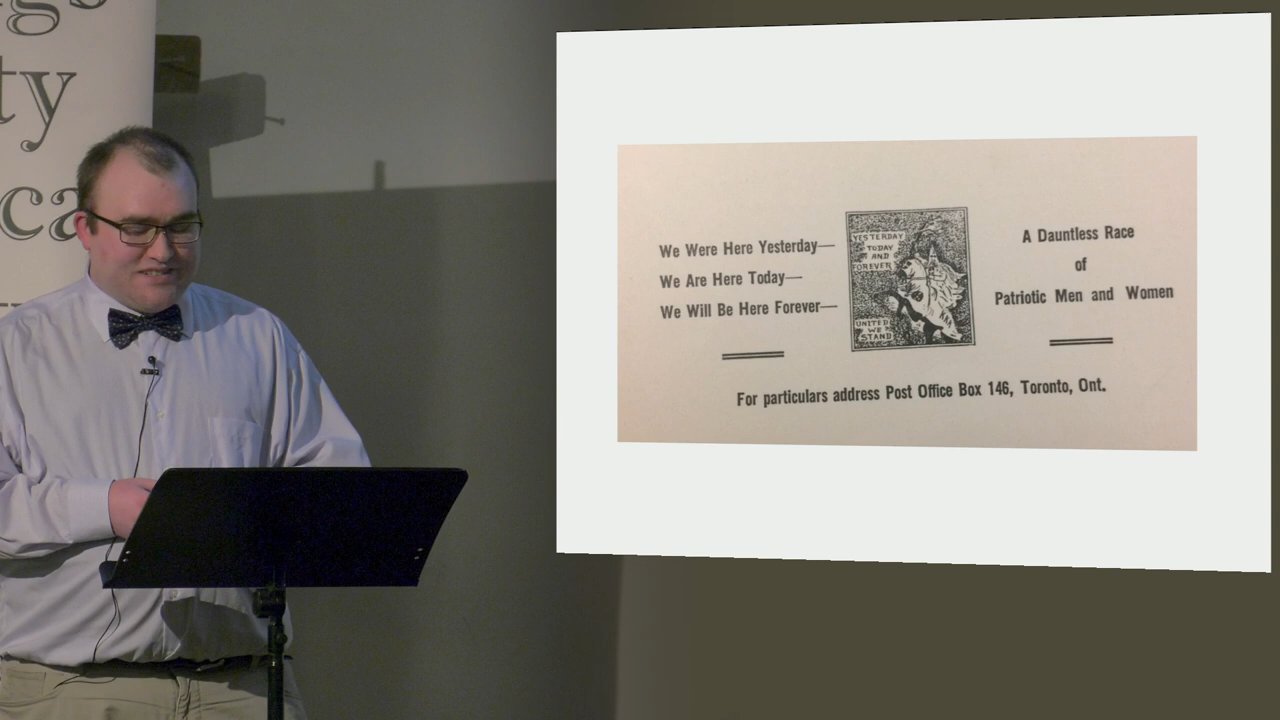 gs
ty
ca
We Were Here Yesterday—
We Are Here Today—
We Will Be Here Forever—
YESTERDAY
TODAY
AND
FOREVER
UNITED
WE
STAND
KKK
A Dauntless Race
of
Patriotic Men and Women
For particulars address Post Office Box 146, Toronto, Ont.